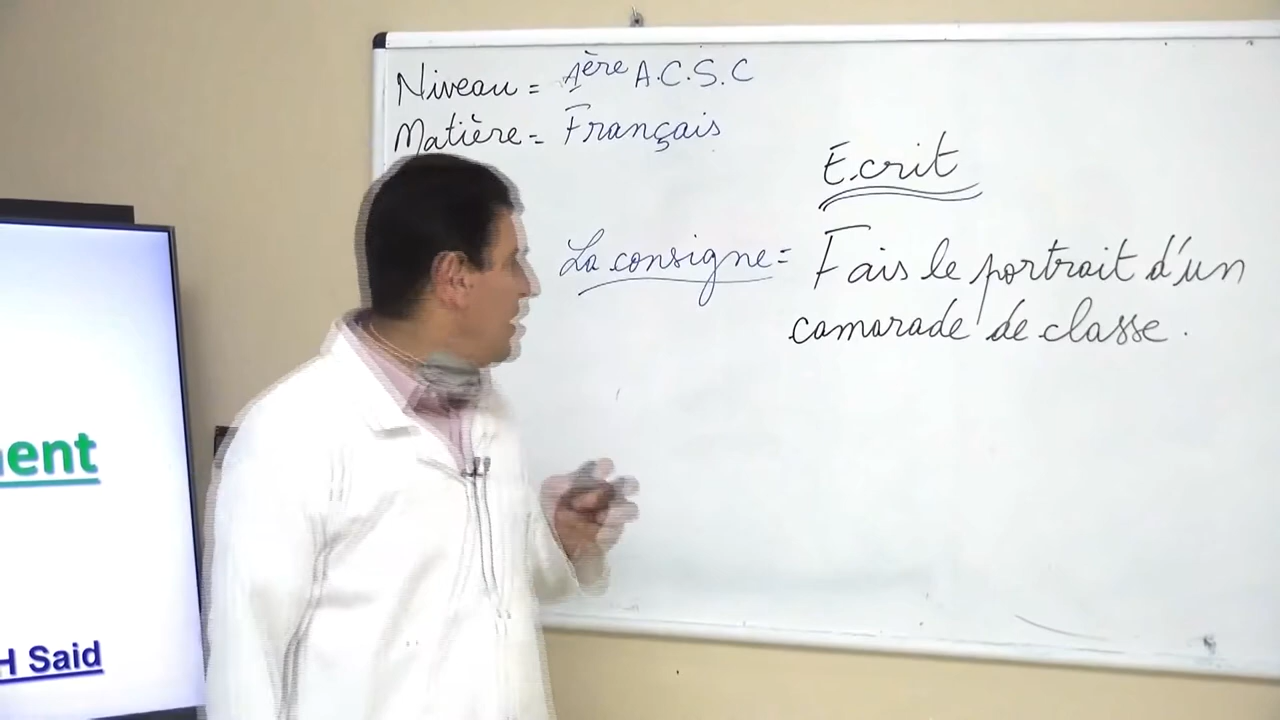 Niveau = 1ère A.C.S.C
Matière = Français
Ecrit
La consigne = Fais le portrait d'un
camarade de classe.
ent
H Said